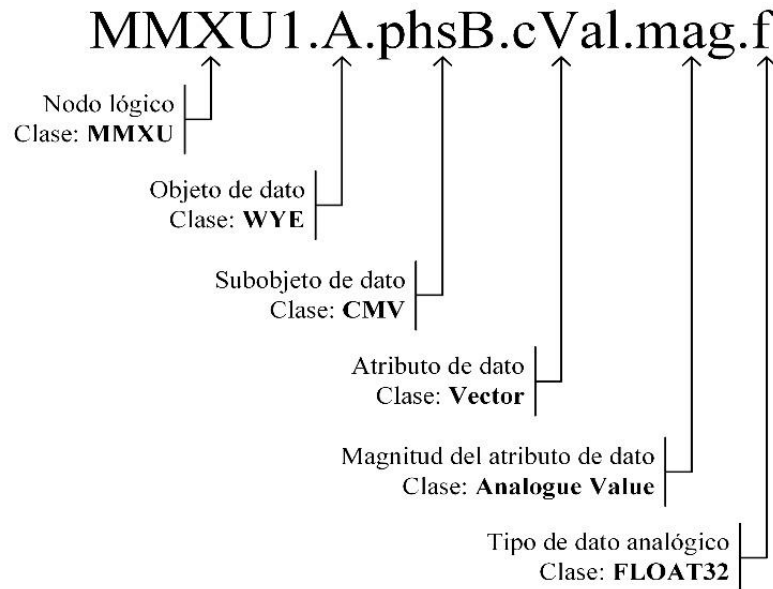 MMXU1.A.phsB.cVal.mag.f
Nodo lógico
Clase: MMXU
Objeto de dato
Clase: WYE
Subobjeto de dato
Clase: CMV
Atributo de dato
Clase: Vector
Magnitud del atributo de dato
Clase: Analogue Value
Tipo de dato analógico
Clase: FLOAT32